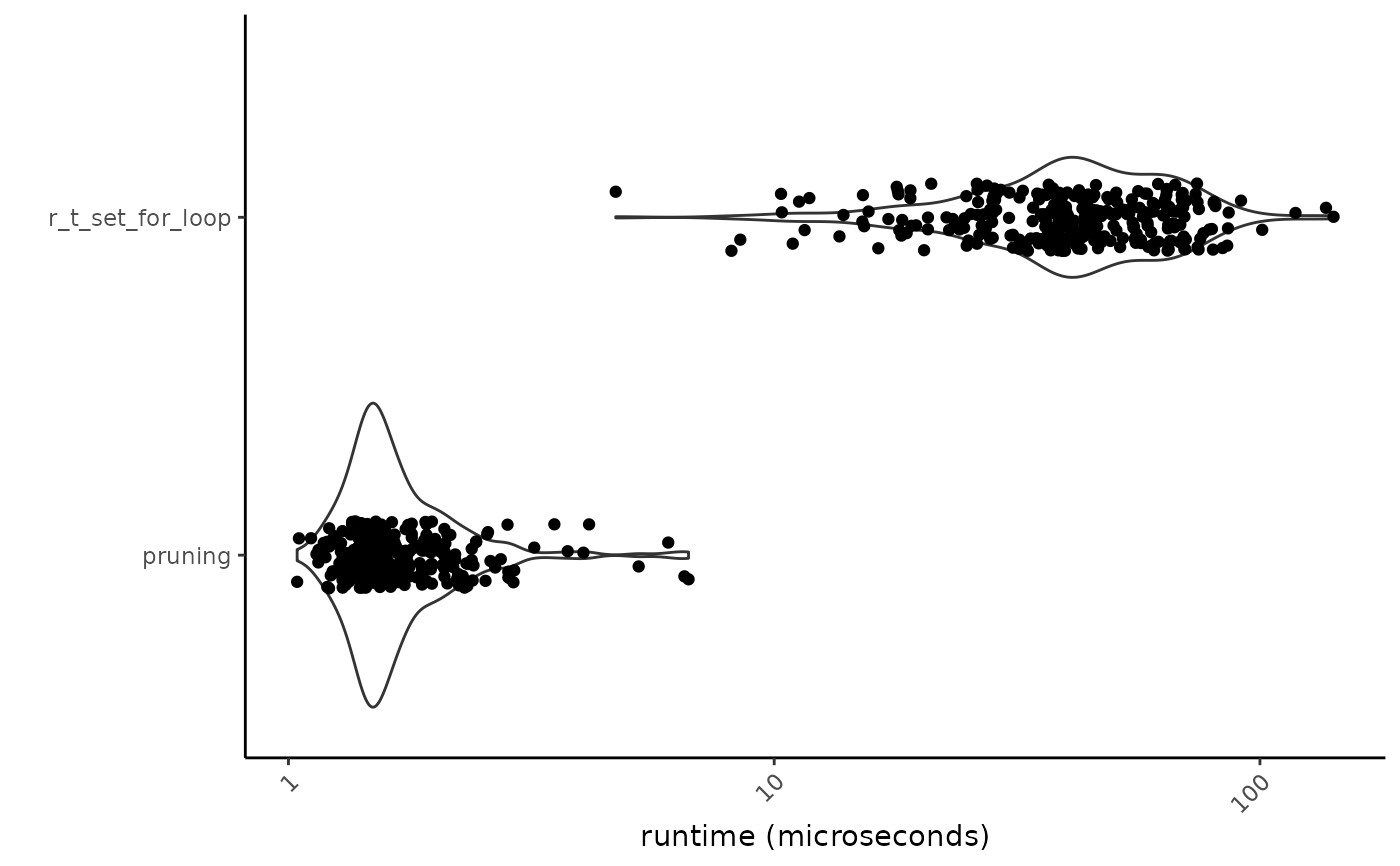 r_t_set_for_loop
pruning
1
10
100
runtime (microseconds)